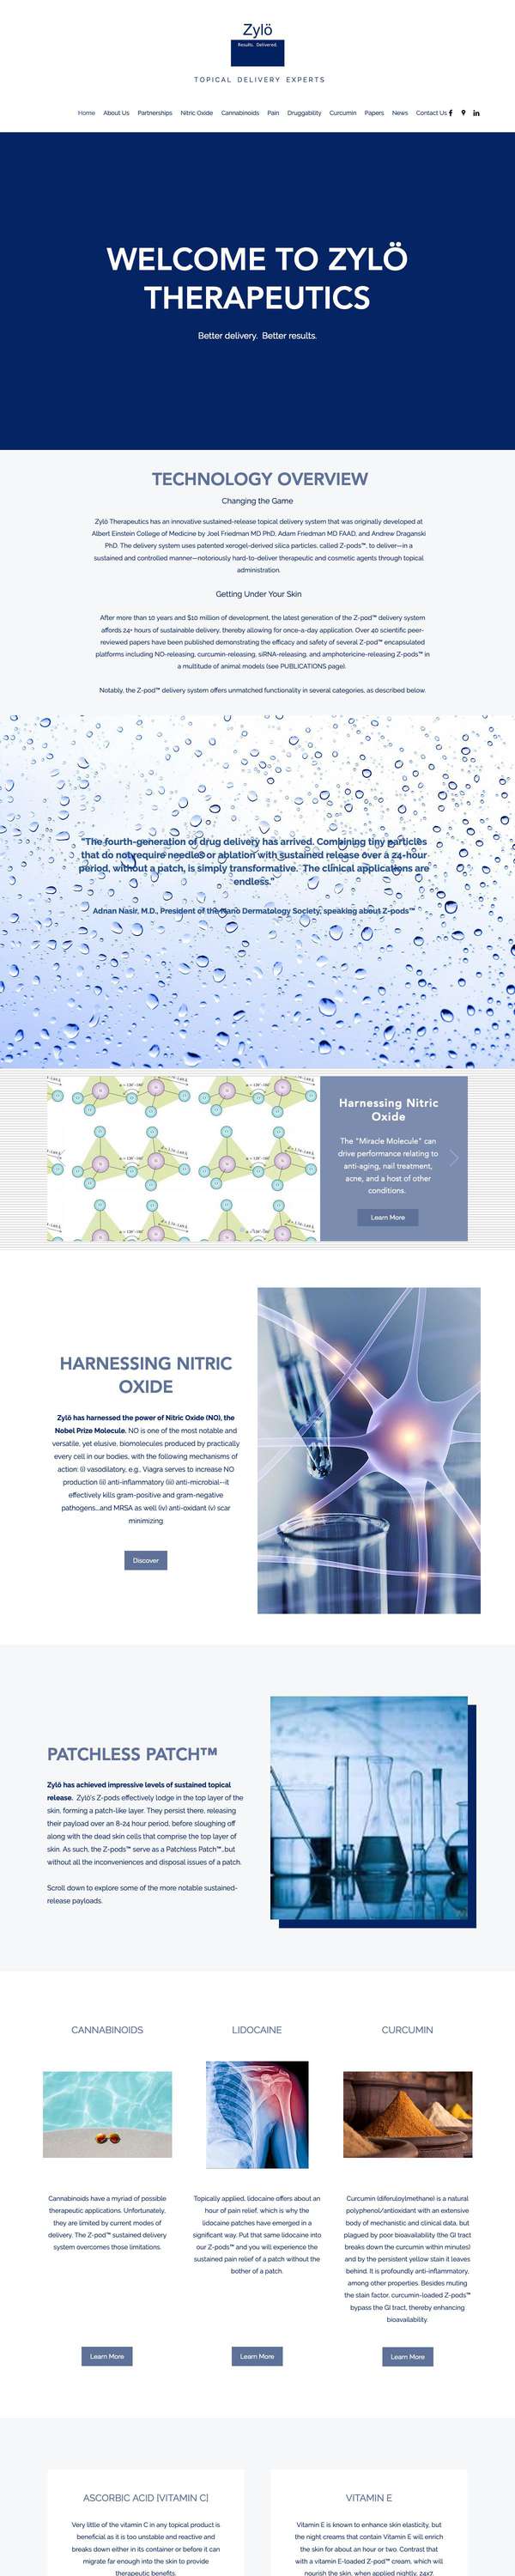 Zylö
Results. Delivered.
TOPICAL DELIVERY EXPERTS
Home About Us Partnerships Nitric Oxide Cannabinoids Pain Druggability Curcumin Papers News Contact Us
WELCOME TO ZYLÖ
THERAPEUTICS
Better delivery. Better results.
TECHNOLOGY OVERVIEW
Changing the Game
Zylö Therapeutics has an innovative sustained-release topical delivery system that was originally developed at
Albert Einstein College of Medicine by Joel Friedman MD PhD, Adam Friedman MD FAAD, and Andrew Draganski
PhD. The delivery system uses patented xerogel-derived silica particles, called Z-pods™, to deliver—in a
sustained and controlled manner—notoriously hard-to-deliver therapeutic and cosmetic agents through topical
administration.
Getting Under Your Skin
After more than 10 years and $10 million of development, the latest generation of the Z-pod™ delivery system
affords 24+ hours of sustainable delivery, thereby allowing for once-a-day application. Over 40 scientific peer-
reviewed papers have been published demonstrating the efficacy and safety of several Z-pod™ encapsulated
platforms including NO-releasing, curcumin-releasing, siRNA-releasing, and amphotericine-releasing Z-pods™ in
a multitude of animal models (see PUBLICATIONS page).
Notably, the Z-pod™ delivery system offers unmatched functionality in several categories, as described below.
"The fourth-generation of drug delivery has arrived. Combining tiny particles
that do not require needles or ablation with sustained release over a 24-hour
period, without a patch, is simply transformative. The clinical applications are
endless."
Adnan Nasir, M.D., President of the Nano Dermatology Society, speaking about Z-pods™
Harnessing Nitric
Oxide
The "Miracle Molecule" can
drive performance relating to
anti-aging, nail treatment,
acne, and a host of other
conditions.
Learn More
HARNESSING NITRIC
OXIDE
Zylö has harnessed the power of Nitric Oxide (NO), the
Nobel Prize Molecule. NO is one of the most notable and
versatile, yet elusive, biomolecules produced by practically
every cell in our bodies, with the following mechanisms of
action: (i) vasodilatory, e.g., Viagra serves to increase NO
production (ii) anti-inflammatory (iii) anti-microbial--it
effectively kills gram-positive and gram-negative
pathogens...and MRSA as well (iv) anti-oxidant (v) scar
minimizing.
Discover
PATCHLESS PATCH™
Zylö has achieved impressive levels of sustained topical
release. Zylö's Z-pods effectively lodge in the top layer of the
skin, forming a patch-like layer. They persist there, releasing
their payload over an 8-24 hour period, before sloughing off
along with the dead skin cells that comprise the top layer of
skin. As such, the Z-pods™ serve as a Patchless Patch™..but
without all the inconveniences and disposal issues of a patch.
Scroll down to explore some of the more notable sustained-
release payloads.
CANNABINOIDS
Cannabinoids have a myriad of possible
therapeutic applications. Unfortunately,
they are limited by current modes of
delivery. The Z-pod™ sustained delivery
system overcomes those limitations.
Learn More
LIDOCAINE
Topically applied, lidocaine offers about an
hour of pain relief, which is why the
lidocaine patches have emerged in a
significant way. Put that same lidocaine into
our Z-pods™ and you will experience the
sustained pain relief of a patch without the
bother of a patch.
Learn More
CURCUMIN
Curcumin (diferuloylmethane) is a natural
polyphenol/antioxidant with an extensive
body of mechanistic and clinical data, but
plagued by poor bioavailability (the GI tract
breaks down the curcumin within minutes)
and by the persistent yellow stain it leaves
behind. It is profoundly anti-inflammatory,
among other properties. Besides muting
the stain factor, curcumin-loaded Z-pods™
bypass the GI tract, thereby enhancing
bioavailability.
Learn More
ASCORBIC ACID [VITAMIN C]
Very little of the vitamin C in any topical product is
beneficial as it is too unstable and reactive and
breaks down either in its container or before it can
migrate far enough into the skin to provide
therapeutic benefits.
VITAMIN E
Vitamin E is known to enhance skin elasticity, but
the night creams that contain Vitamin E will enrich
the skin for about an hour or two. Contrast that
with a vitamin E-loaded Z-pod™ cream, which will
nourish the skin, when applied nightly, 24x7.